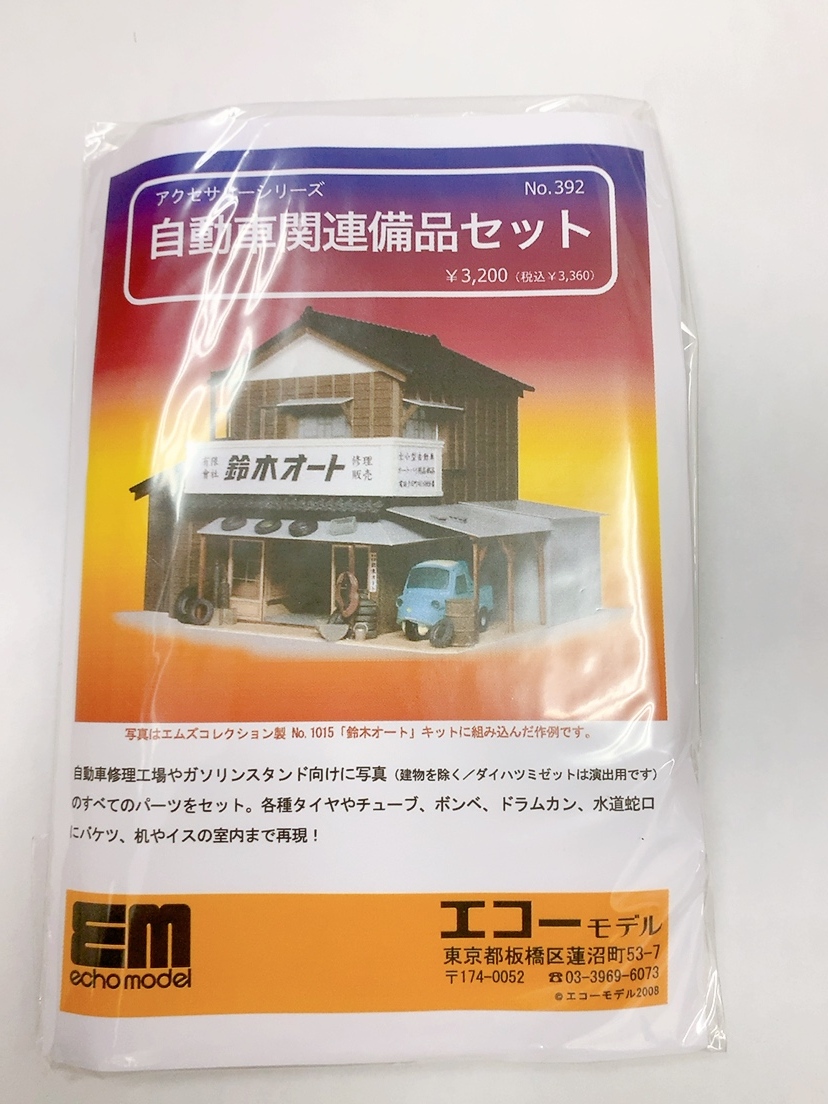 アクセサリーシリーズ No.392
自動車関連備品セット
￥3,200（税込￥3,360）
有限會社 鈴木オート 修理販売
写真はエムズコレクション製 No.1015「鈴木オート」キットに組み込んだ作例です。
自動車修理工場やガソリンスタンド向けに写真（建物を除く／ダイハツミゼットは演出用です）
のすべてのパーツをセット。各種タイヤやチューブ、ボンベ、ドラムカン、水道蛇口
にバケツ、机やイスの室内まで再現！
EM
echo model
エコーモデル
東京都板橋区蓮沼町53-7
〒174-0052 ☎03-3969-6073
©エコーモデル2008